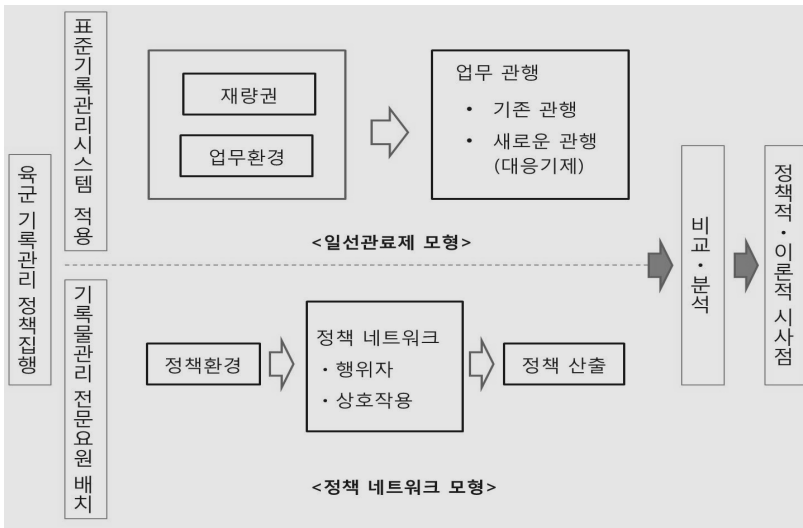 육군 기록관리 정책집행
표준기록관리시스템 적용
재량권
업무환경
업무 관행
• 기존 관행
• 새로운 관행
(대응기제)
<일선관료제 모형>
기록물관리 전문요원 배치
정책환경
정책 네트워크
· 행위자
· 상호작용
정책 산출
<정책 네트워크 모형>
비교·분석
정책적·이론적 시사점